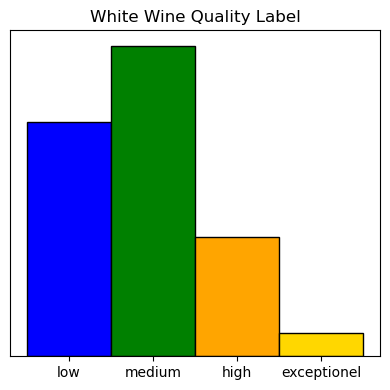 White Wine Quality Label
low medium high exceptionel